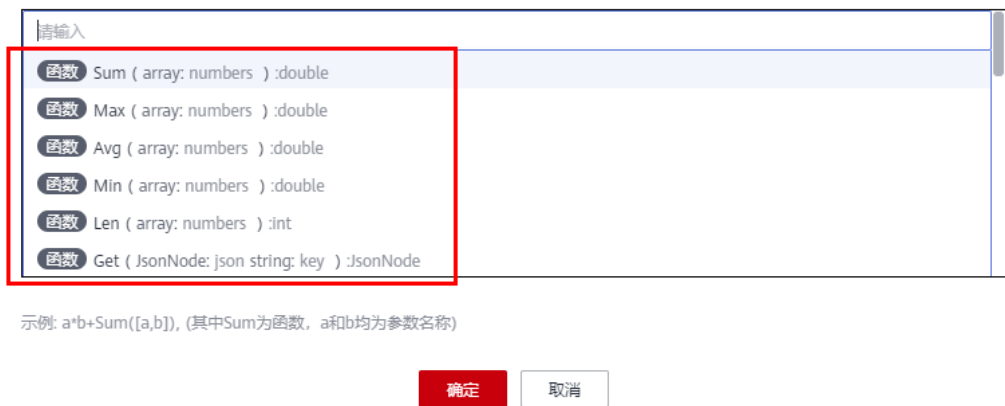 请输入
函数 Sum ( array: numbers ) :double
函数 Max ( array: numbers ) :double
函数 Avg ( array: numbers ) :double
函数 Min ( array: numbers ) :double
函数 Len ( array: numbers ) :int
函数 Get ( JsonNode: json string: key ) :JsonNode
示例: a*b+Sum([a,b]), (其中Sum为函数，a和b均为参数名称)
确定 取消